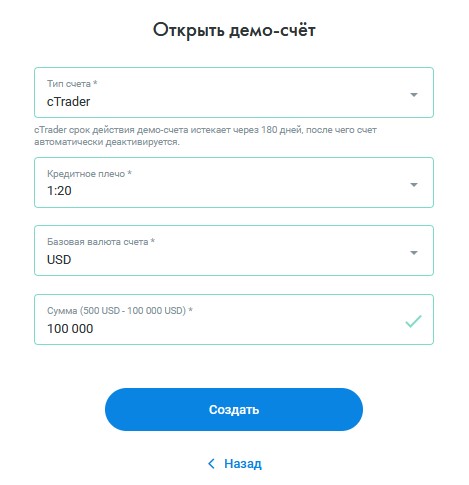 Открыть демо-счёт
Тип счета *
cTrader
cTrader срок действия демо-счета истекает через 180 дней, после чего счет
автоматически деактивируется.
Кредитное плечо *
1:20
Базовая валюта счета *
USD
Сумма (500 USD - 100 000 USD) *
100 000
Создать
Назад